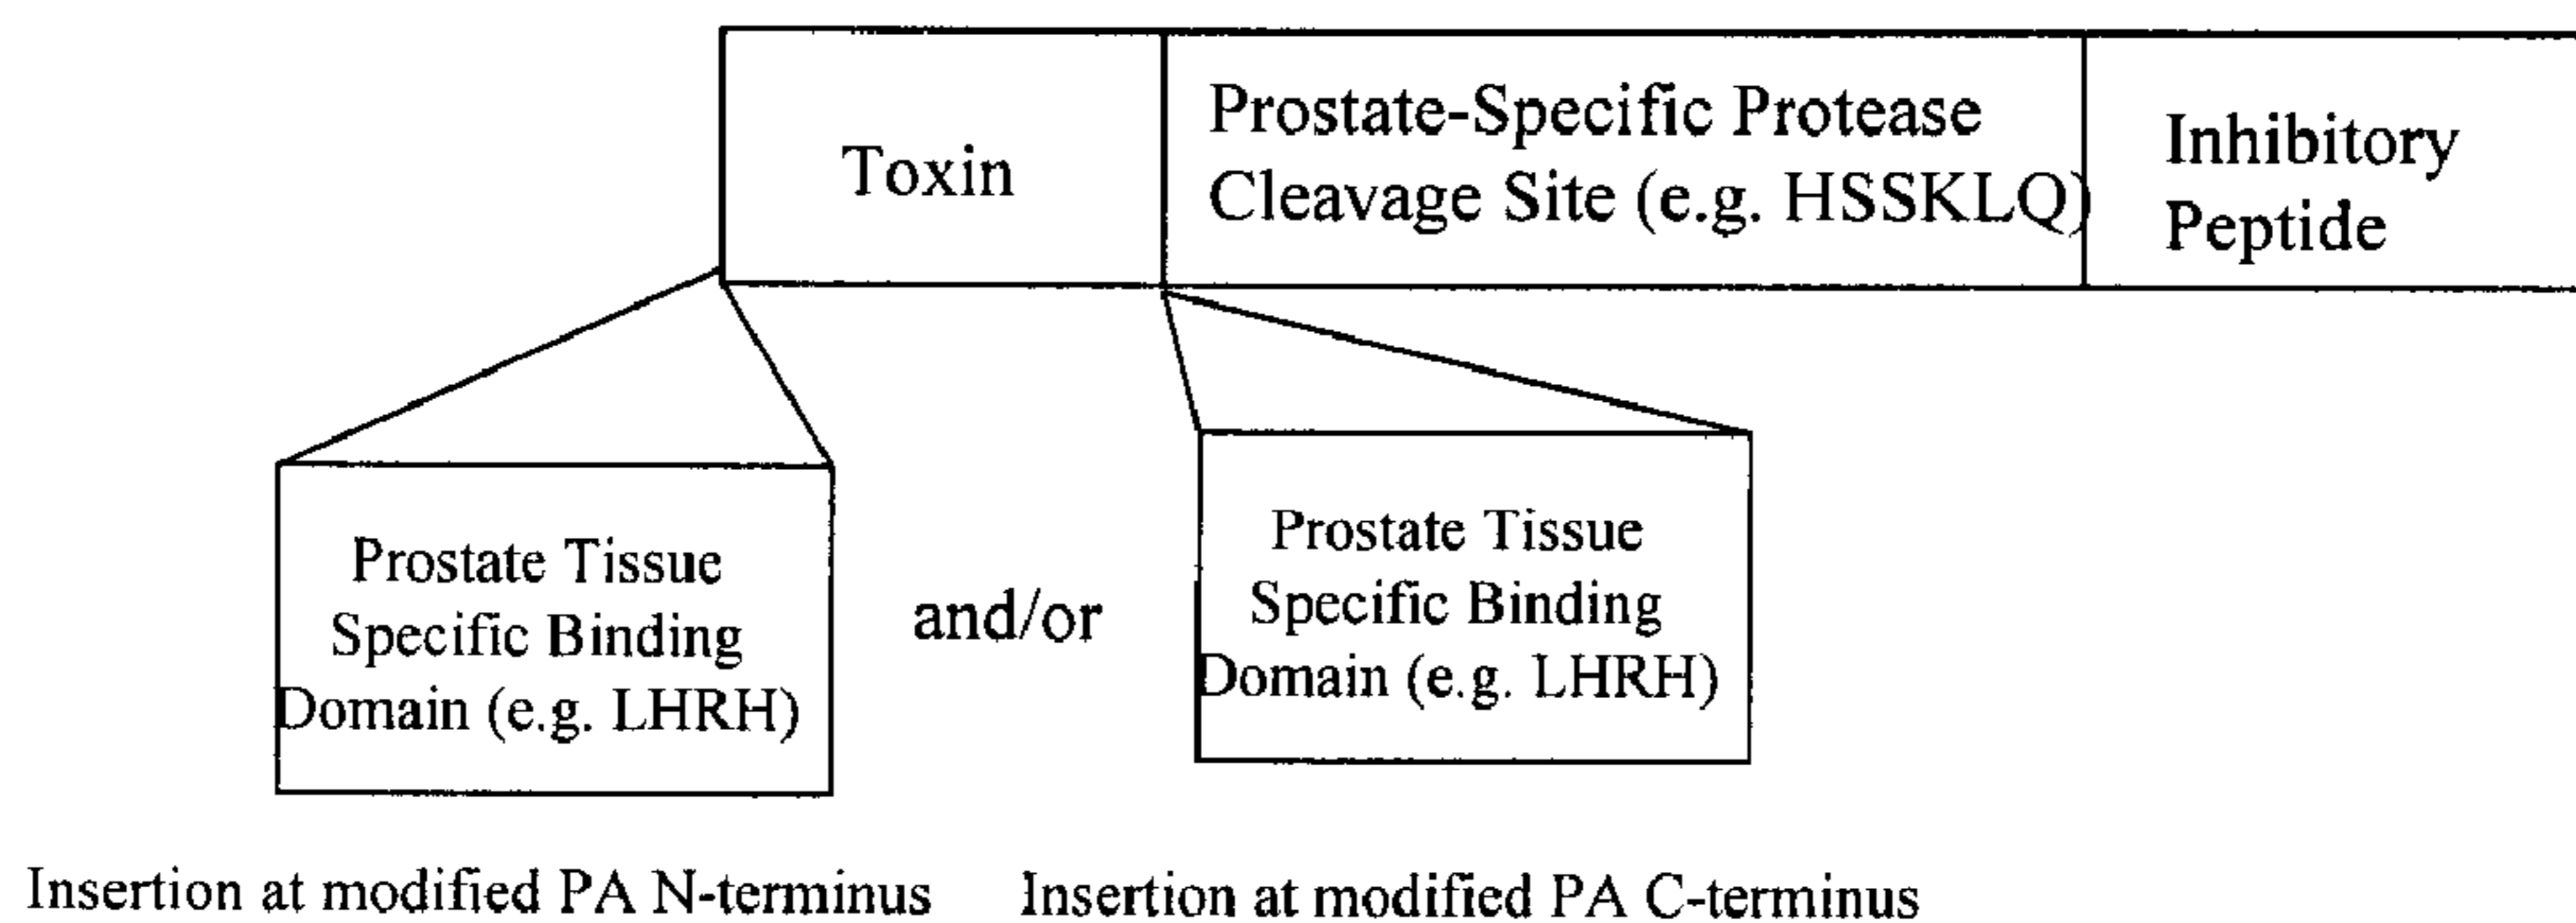 Toxin
Prostate-Specific Protease
Cleavage Site (e.g. HSSKLQ)
Inhibitory
Peptide
Prostate Tissue
Specific Binding
Domain (e.g. LHRH)
and/or
Prostate Tissue
Specific Binding
Domain (e.g. LHRH)
Insertion at modified PA N-terminus
Insertion at modified PA C-terminus